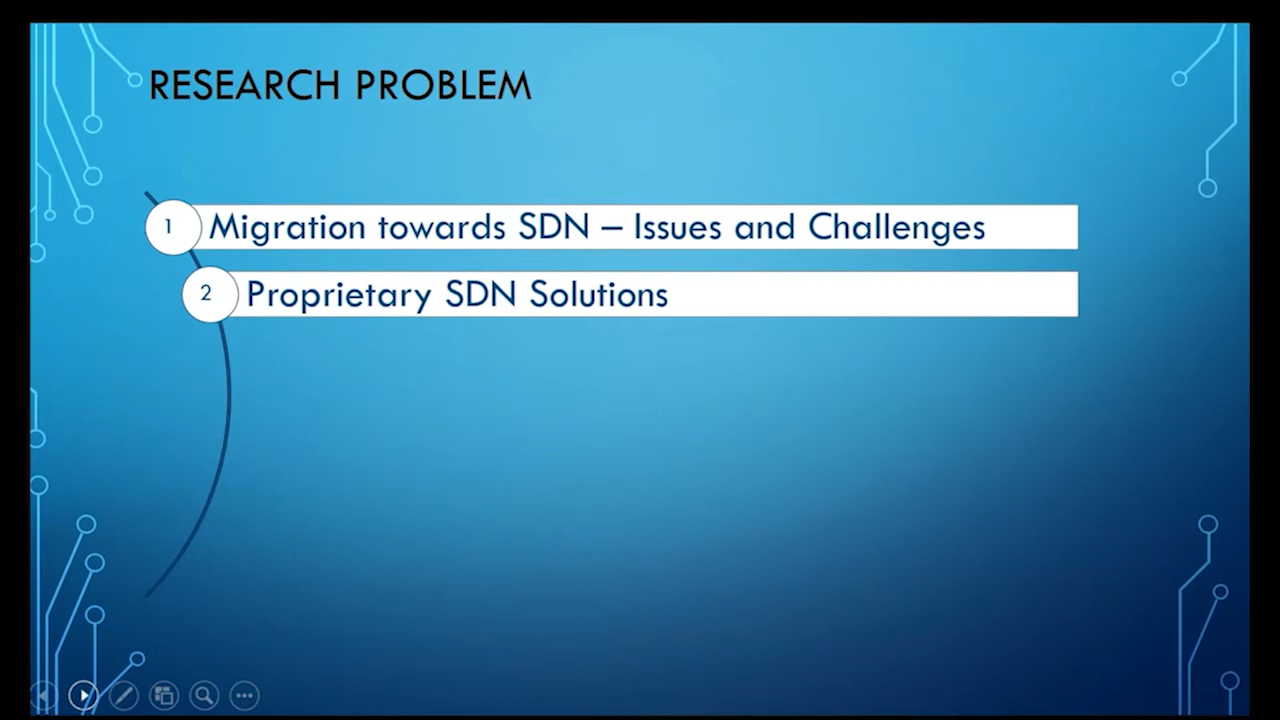 RESEARCH PROBLEM
1 Migration towards SDN – Issues and Challenges
2 Proprietary SDN Solutions